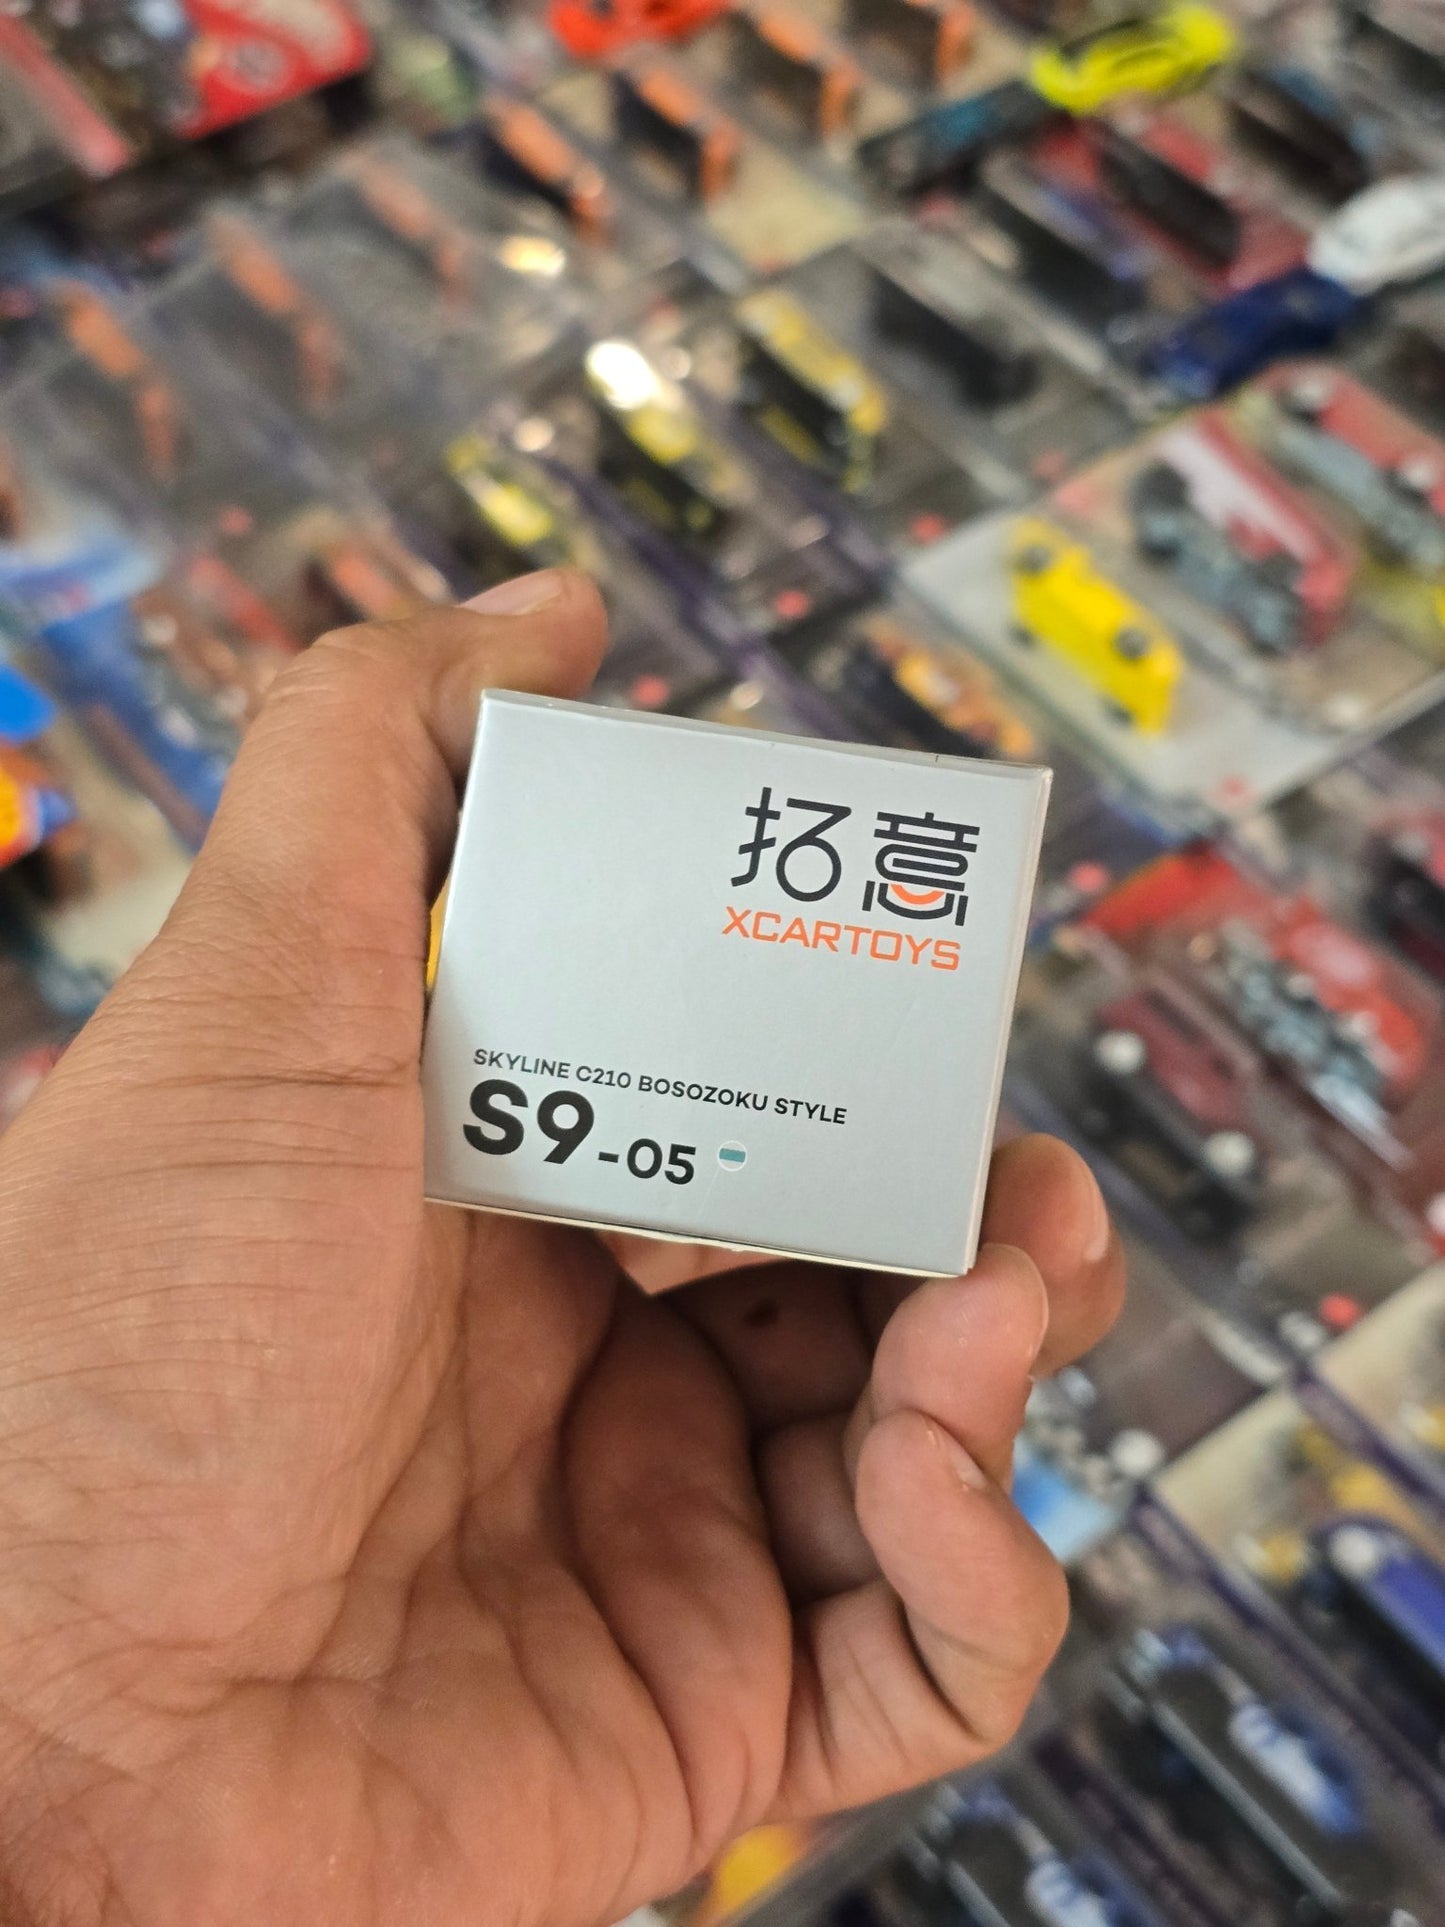 拓意
XCARTOYS
SKYLINE C210 BOSOZOKU STYLE
S9-05